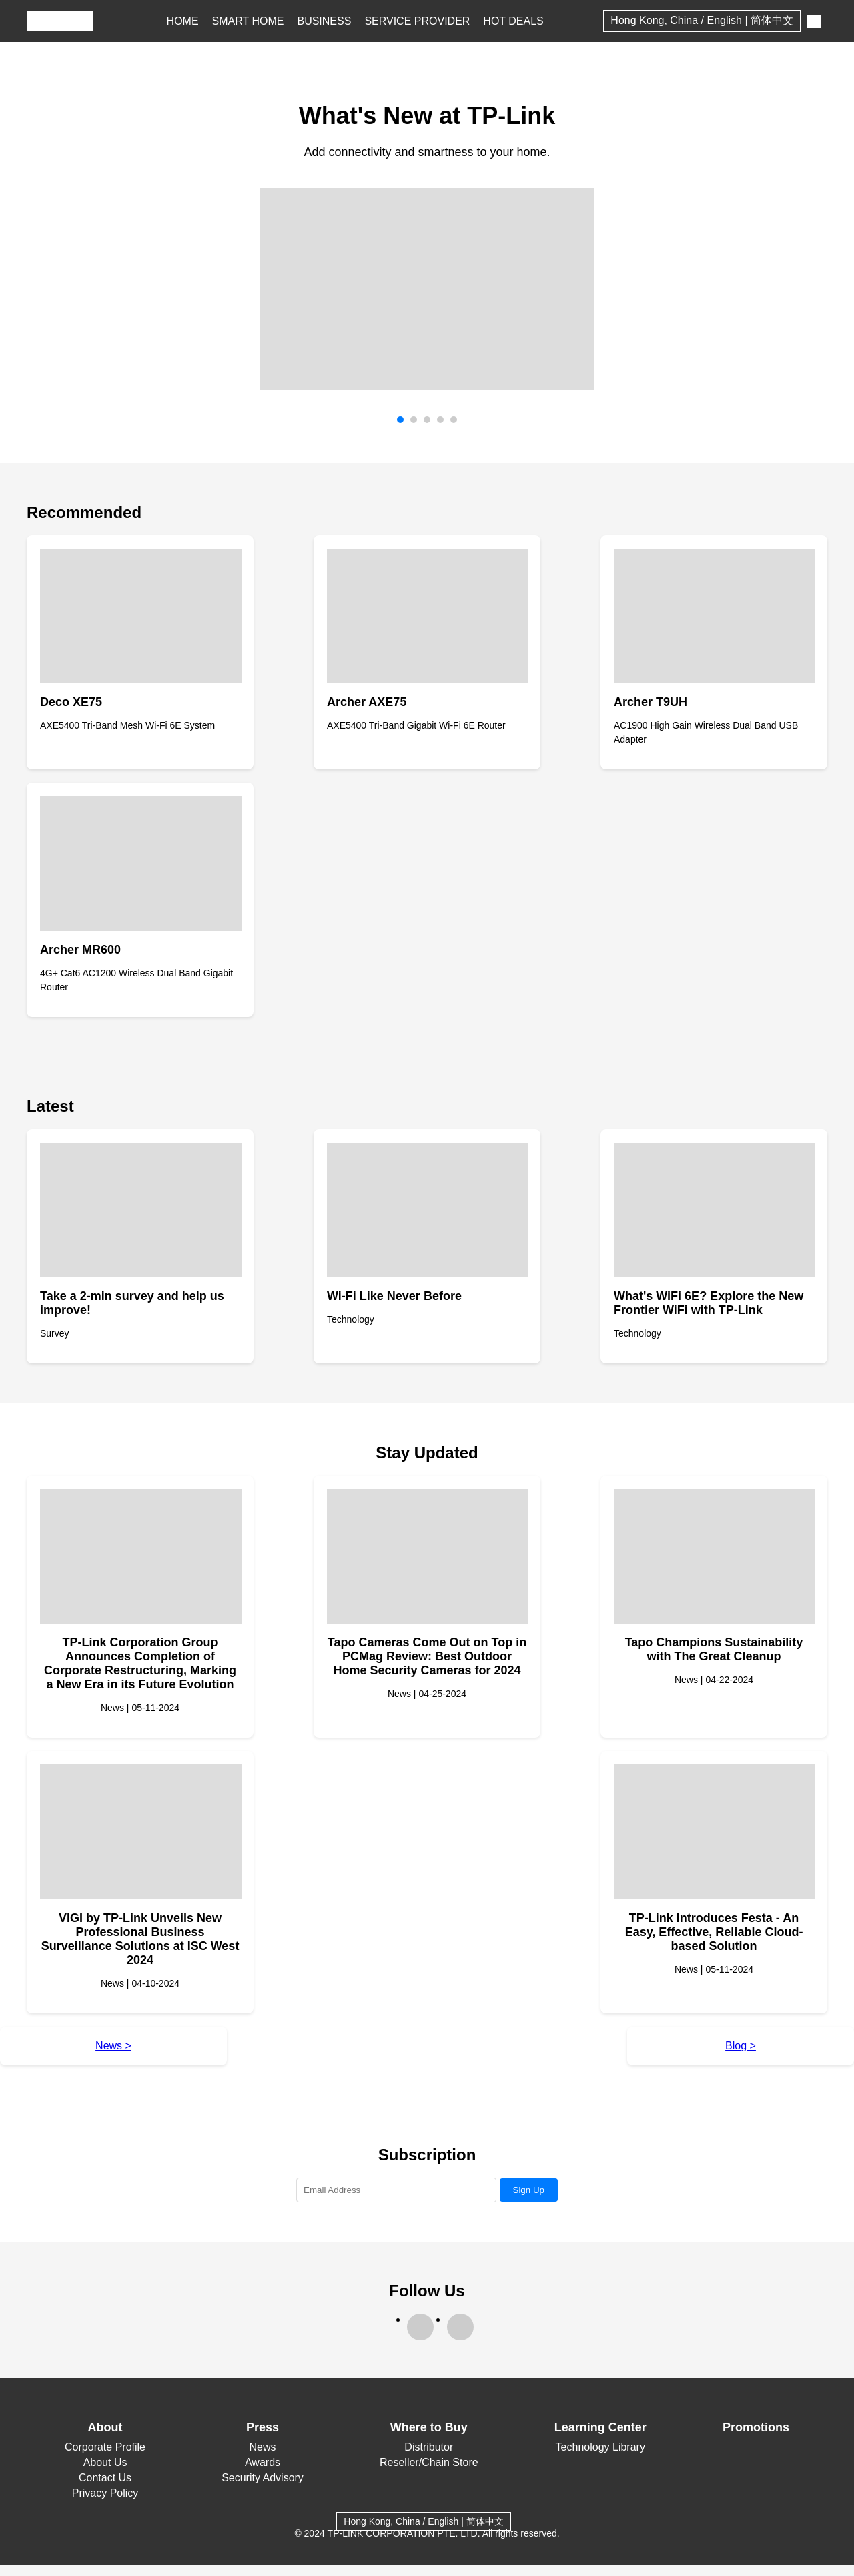 HOME SMART HOME BUSINESS SERVICE PROVIDER HOT DEALS Hong Kong, China / English | 简体中文
What's New at TP-Link
Add connectivity and smartness to your home.
Recommended
Deco XE75
AXE5400 Tri-Band Mesh Wi-Fi 6E System
Archer AXE75
AXE5400 Tri-Band Gigabit Wi-Fi 6E Router
Archer T9UH
AC1900 High Gain Wireless Dual Band USB
Adapter
Archer MR600
4G+ Cat6 AC1200 Wireless Dual Band Gigabit
Router
Latest
Take a 2-min survey and help us
improve!
Survey
Wi-Fi Like Never Before
Technology
What's WiFi 6E? Explore the New
Frontier WiFi with TP-Link
Technology
Stay Updated
TP-Link Corporation Group
Announces Completion of
Corporate Restructuring, Marking
a New Era in its Future Evolution
News | 05-11-2024
Tapo Cameras Come Out on Top in
PCMag Review: Best Outdoor
Home Security Cameras for 2024
News | 04-25-2024
Tapo Champions Sustainability
with The Great Cleanup
News | 04-22-2024
VIGI by TP-Link Unveils New
Professional Business
Surveillance Solutions at ISC West
2024
News | 04-10-2024
TP-Link Introduces Festa - An
Easy, Effective, Reliable Cloud-
based Solution
News | 05-11-2024
News >
Blog >
Subscription
Email Address
Sign Up
Follow Us
About
Corporate Profile
About Us
Contact Us
Privacy Policy
Press
News
Awards
Security Advisory
Where to Buy
Distributor
Reseller/Chain Store
Learning Center
Technology Library
Promotions
Hong Kong, China / English | 简体中文
© 2024 TP-LINK CORPORATION PTE. LTD. All rights reserved.